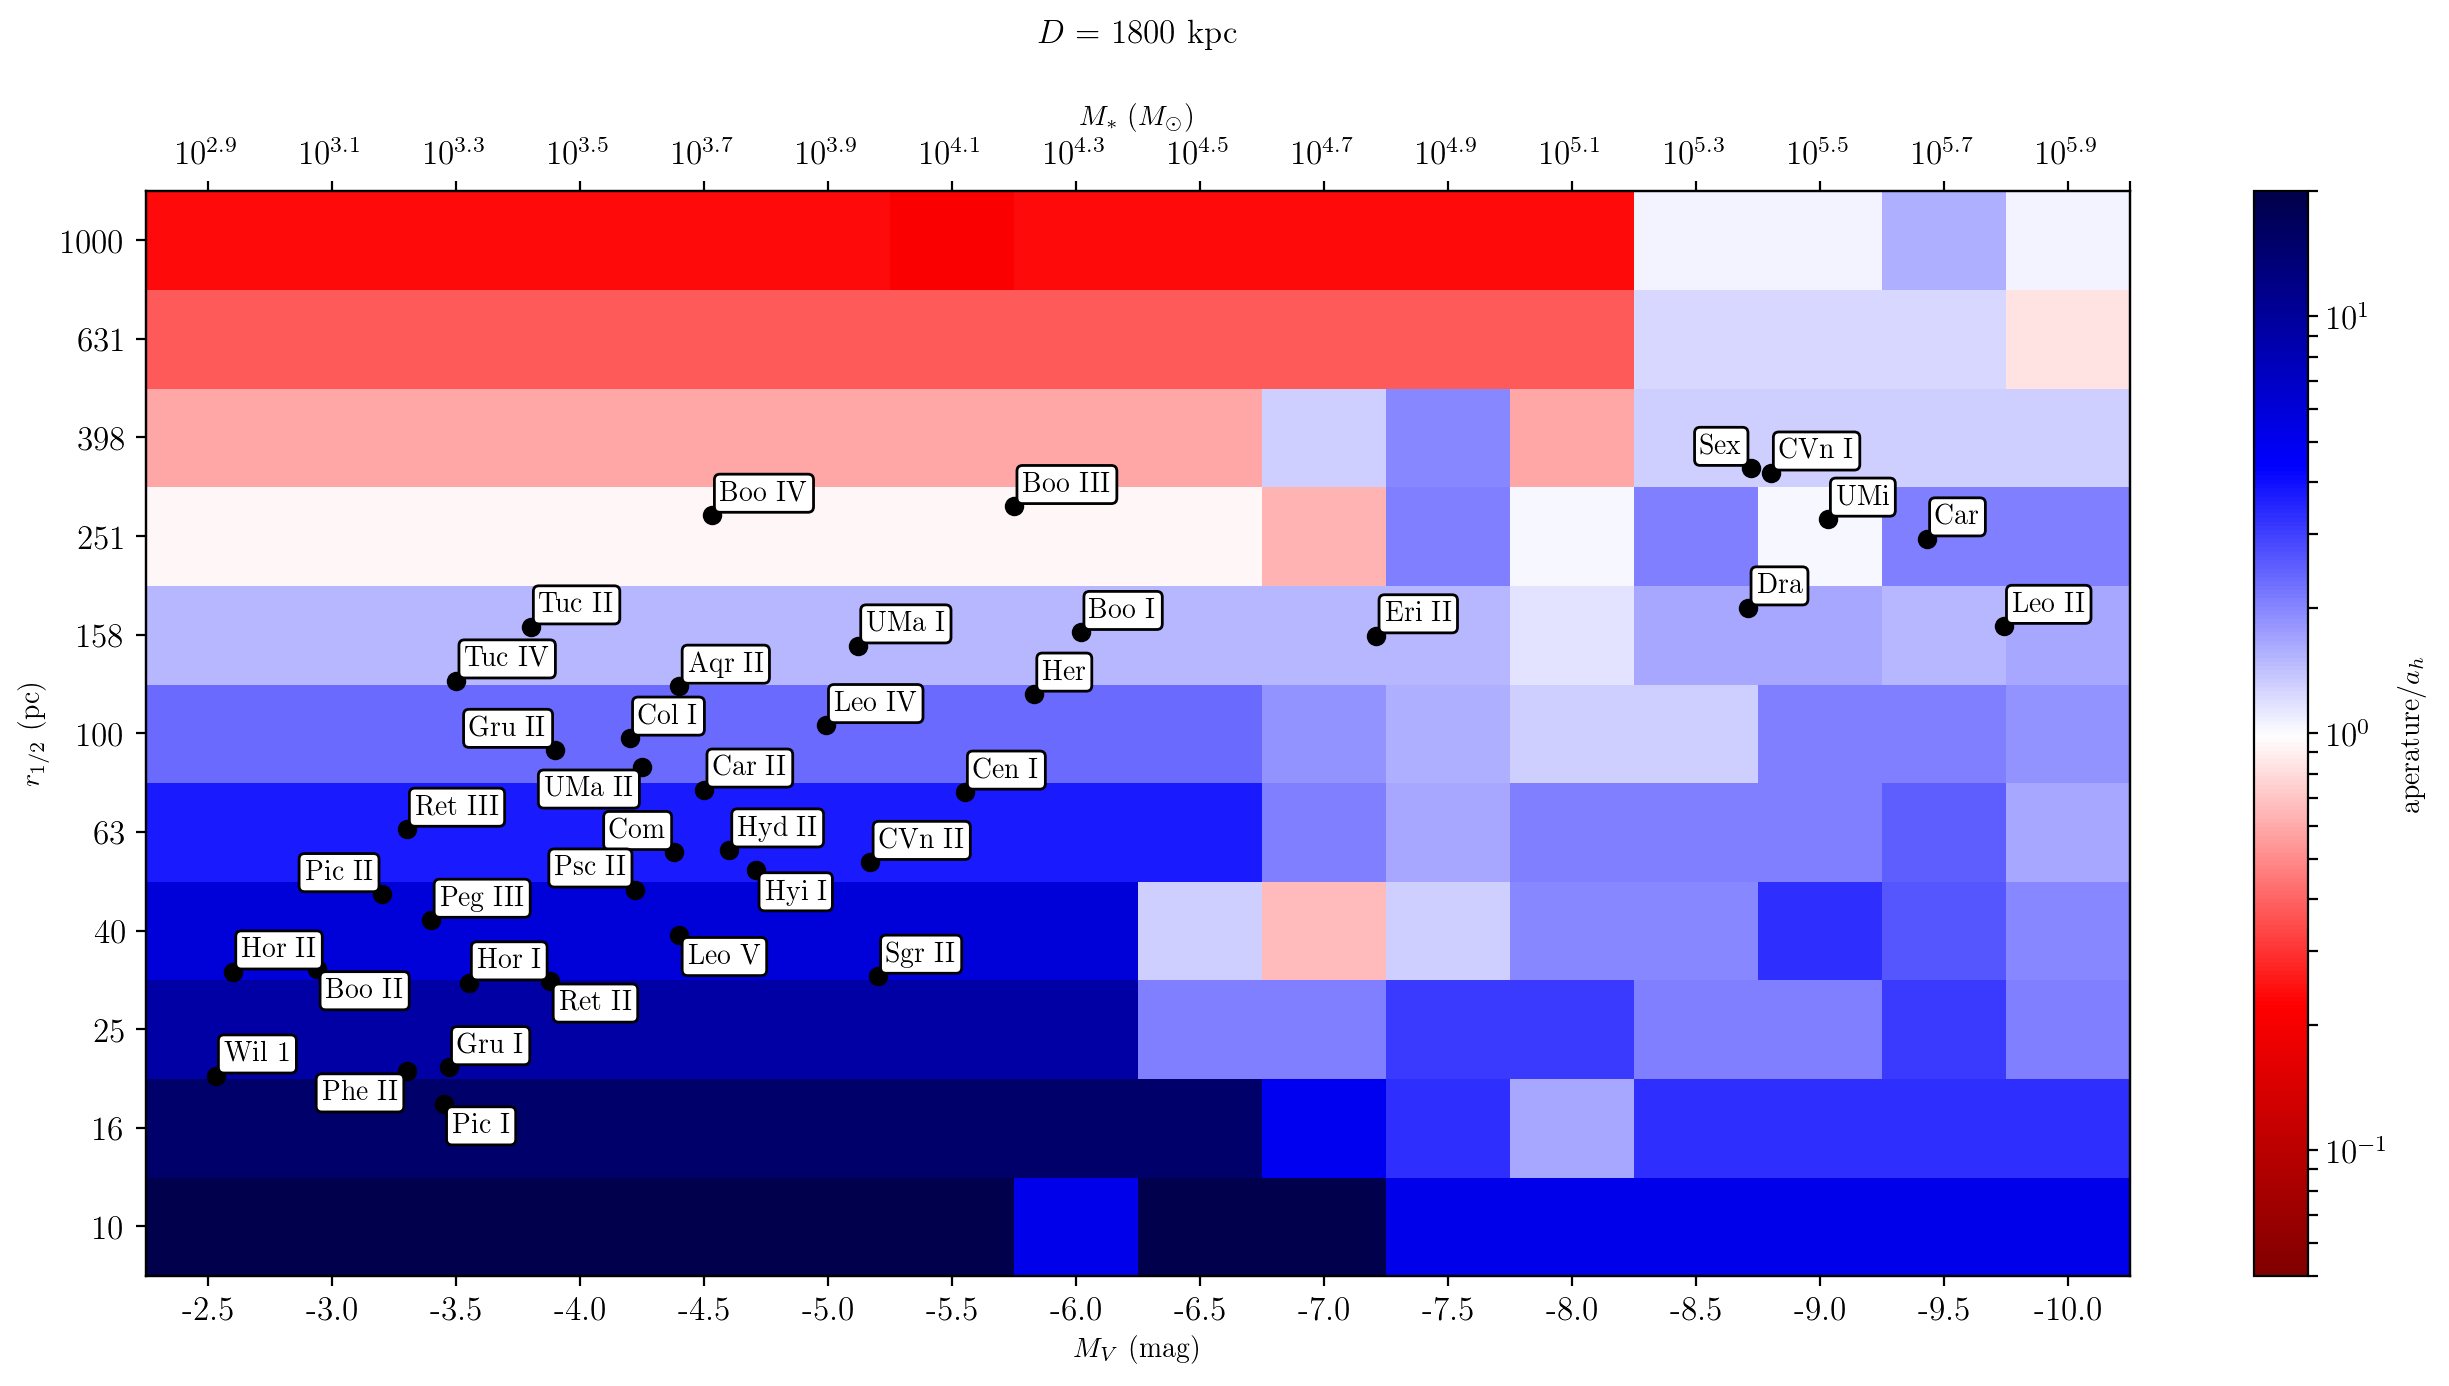 D = 1800 kpc
M* (M☉)
10^2.9 10^3.1 10^3.3 10^3.5 10^3.7 10^3.9 10^4.1 10^4.3 10^4.5 10^4.7 10^4.9 10^5.1 10^5.3 10^5.5 10^5.7 10^5.9
1000
631
398
251
158
100
63
40
25
16
10
r1/2 (pc)
Sex
CVn I
Boo IV
Boo III
UMi
Car
Dra
Tuc II
UMa I
Boo I
Eri II
Leo II
Tuc IV
Aqr II
Her
Gru II
Col I
Leo IV
UMa II
Car II
Cen I
Ret III
Com
Hyd II
CVn II
Pic II
Psc II
Peg III
Hyi I
Hor II
Hor I
Leo V
Sgr II
Boo II
Ret II
Wil 1
Gru I
Phe II
Pic I
-2.5 -3.0 -3.5 -4.0 -4.5 -5.0 -5.5 -6.0 -6.5 -7.0 -7.5 -8.0 -8.5 -9.0 -9.5 -10.0
MV (mag)
10^1
10^0
10^−1
aperature/ah